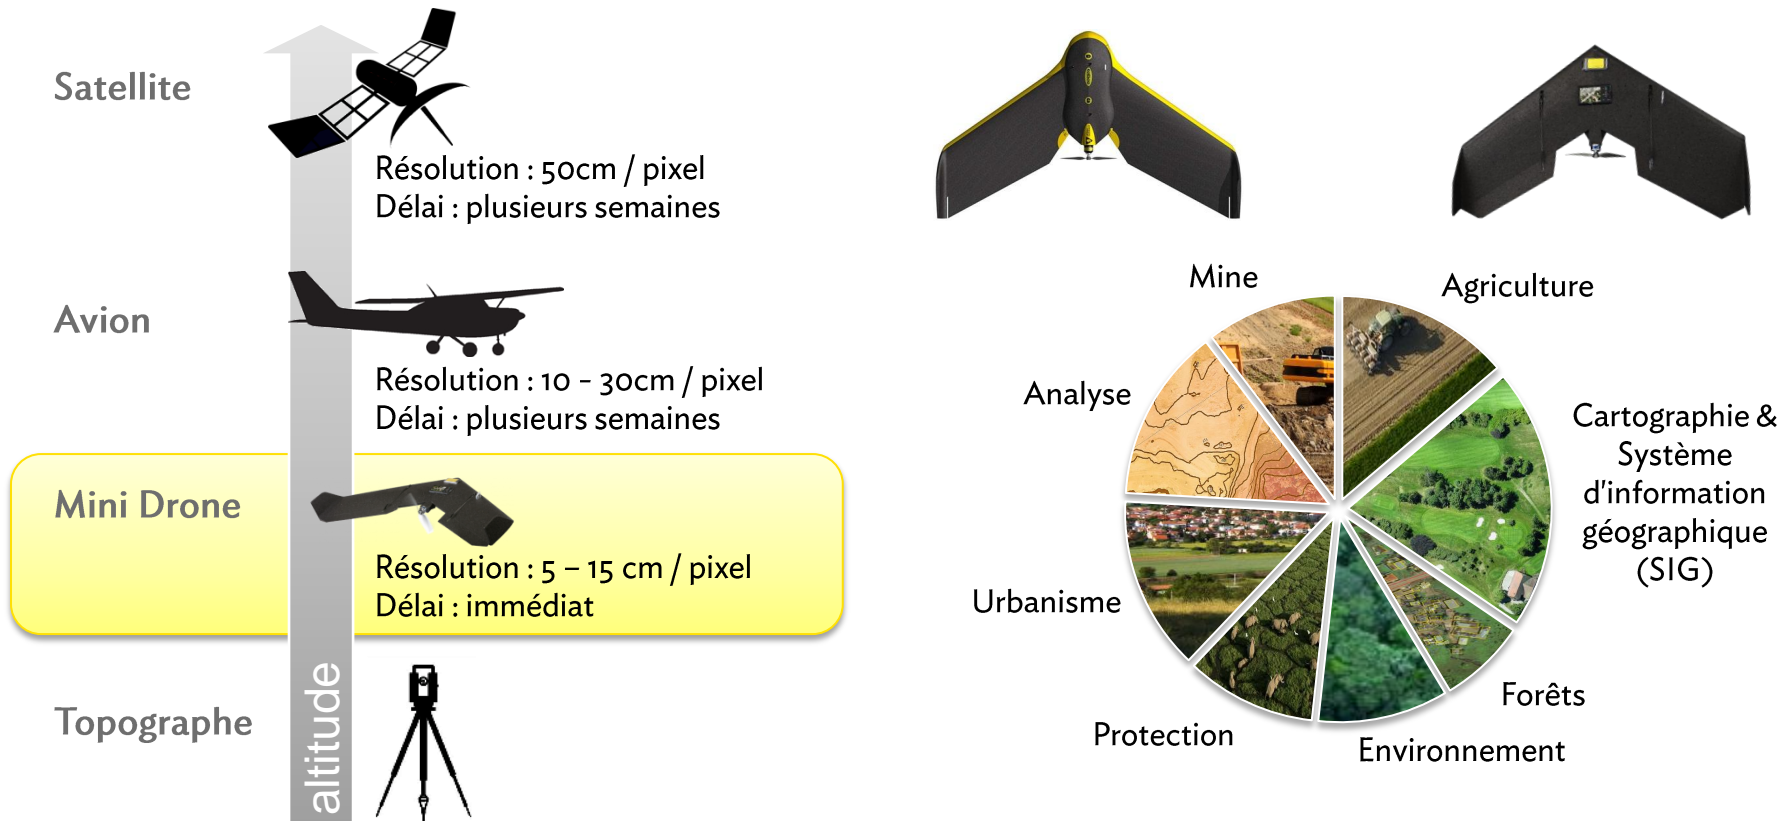 Satellite
Résolution : 50cm / pixel
Délai : plusieurs semaines
Avion
Résolution : 10 – 30cm / pixel
Délai : plusieurs semaines
Mini Drone
Résolution : 5 – 15 cm / pixel
Délai : immédiat
Topographe
altitude
Mine
Agriculture
Analyse
Cartographie &
Système
d'information
géographique
(SIG)
Urbanisme
Forêts
Protection
Environnement